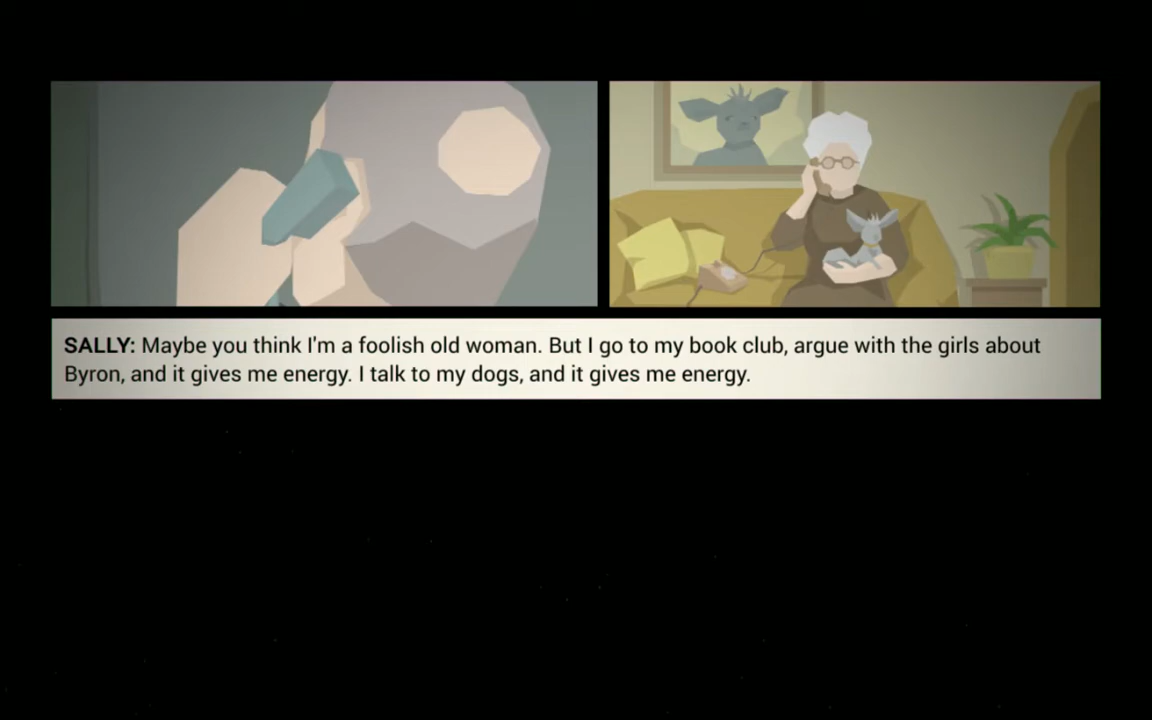 SALLY: Maybe you think I'm a foolish old woman. But I go to my book club, argue with the girls about
Byron, and it gives me energy. I talk to my dogs, and it gives me energy.